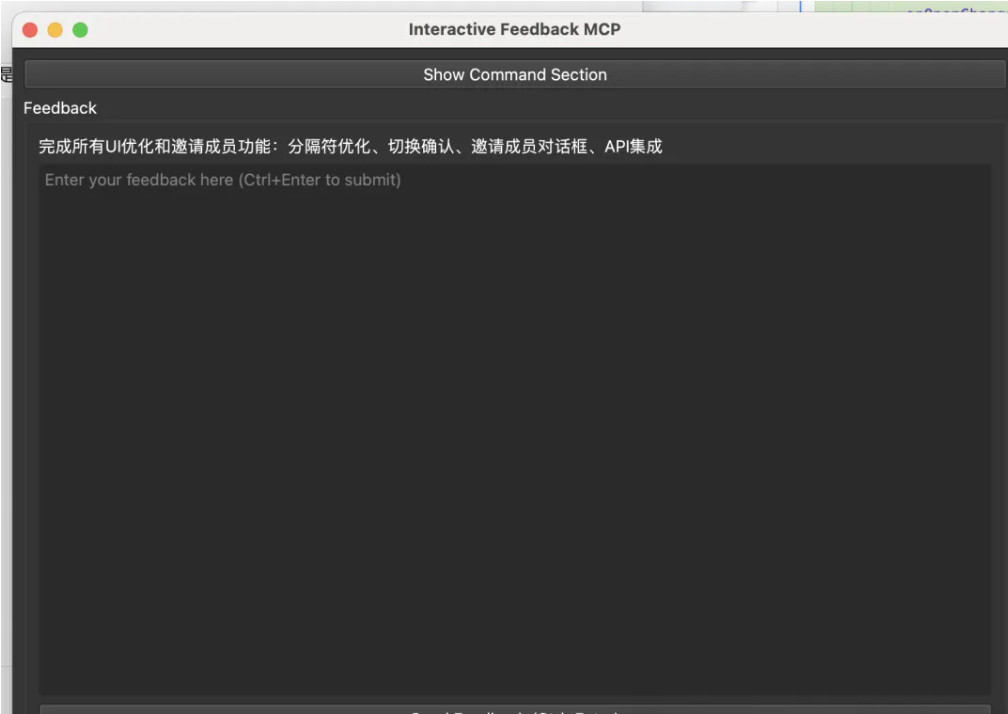 Interactive Feedback MCP
Show Command Section
Feedback
完成所有UI优化和邀请成员功能：分隔符优化、切换确认、邀请成员对话框、API集成
Enter your feedback here (Ctrl+Enter to submit)